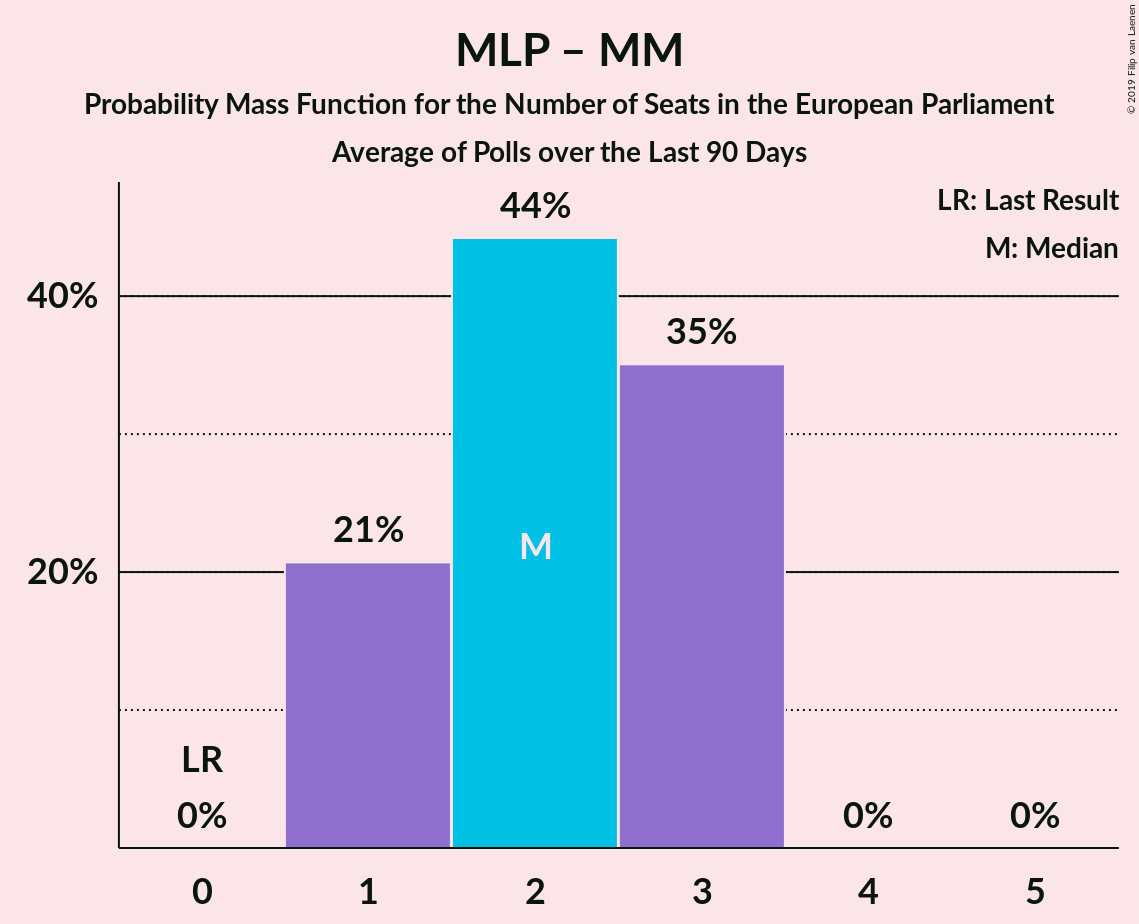 MLP – MM
Probability Mass Function for the Number of Seats in the European Parliament
Average of Polls over the Last 90 Days
© 2019 Filip van Laenen
LR: Last Result
M: Median
44%
40%
35%
21%
M
20%
LR
0%
0%
0%
0
1
2
3
4
5